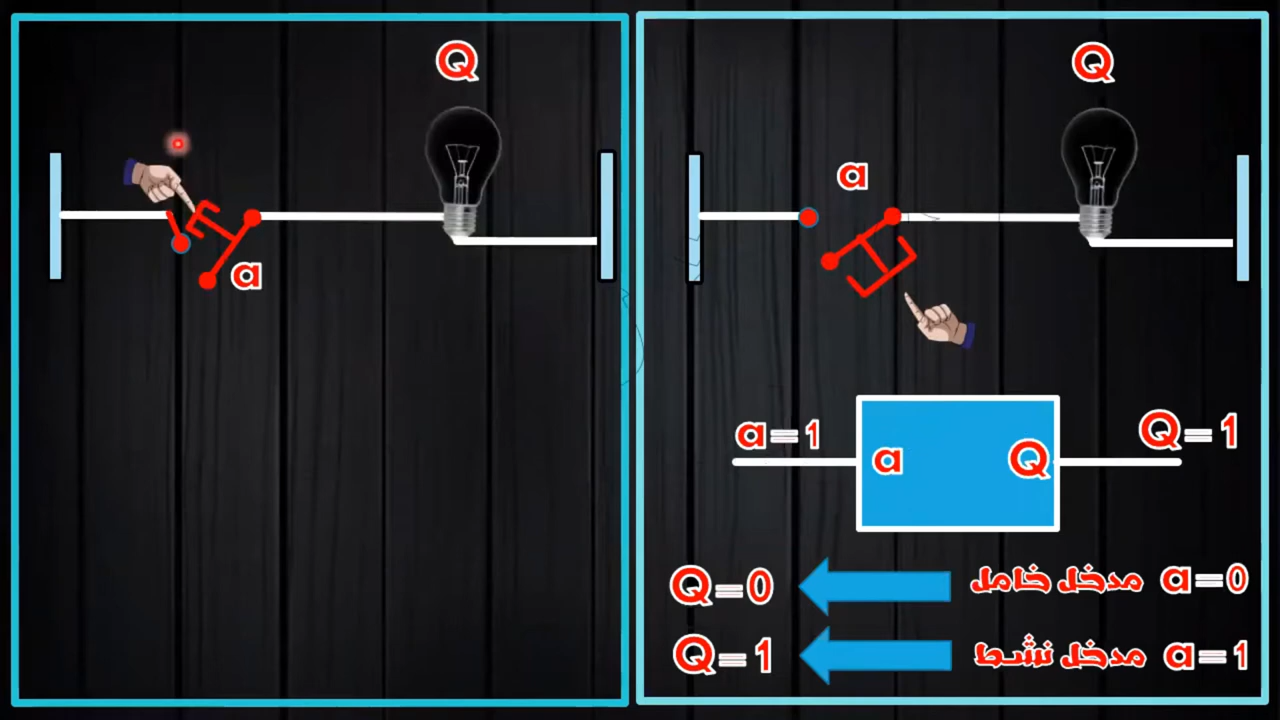 Q
a
Q
a
a=1
Q=1
a
Q
a=0 مدخل خامل Q=0
a=1 مدخل نشط Q=1